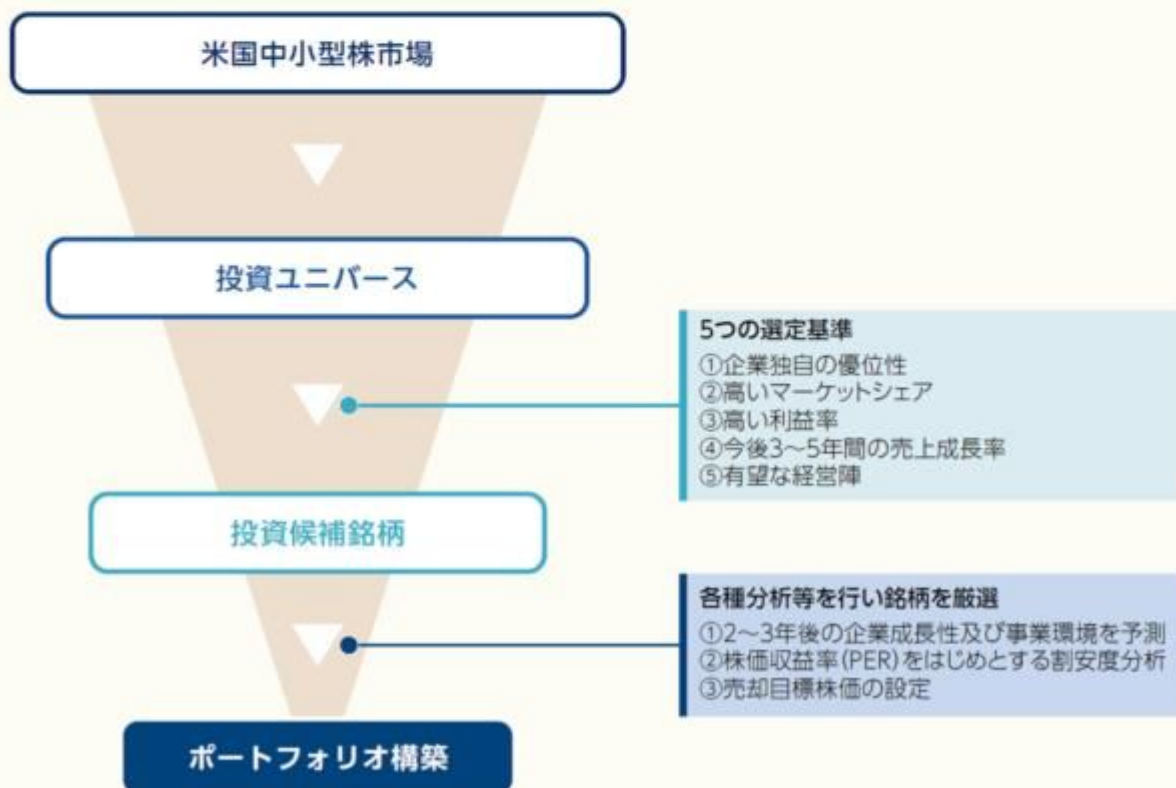 米国中小型株市場
投資ユニバース
5つの選定基準
①企業独自の優位性
②高いマーケットシェア
③高い利益率
④今後3～5年間の売上成長率
⑤有望な経営陣
投資候補銘柄
各種分析等を行い銘柄を厳選
①2～3年後の企業成長性及び事業環境を予測
②株価収益率(PER)をはじめとする割安度分析
③売却目標株価の設定
ポートフォリオ構築